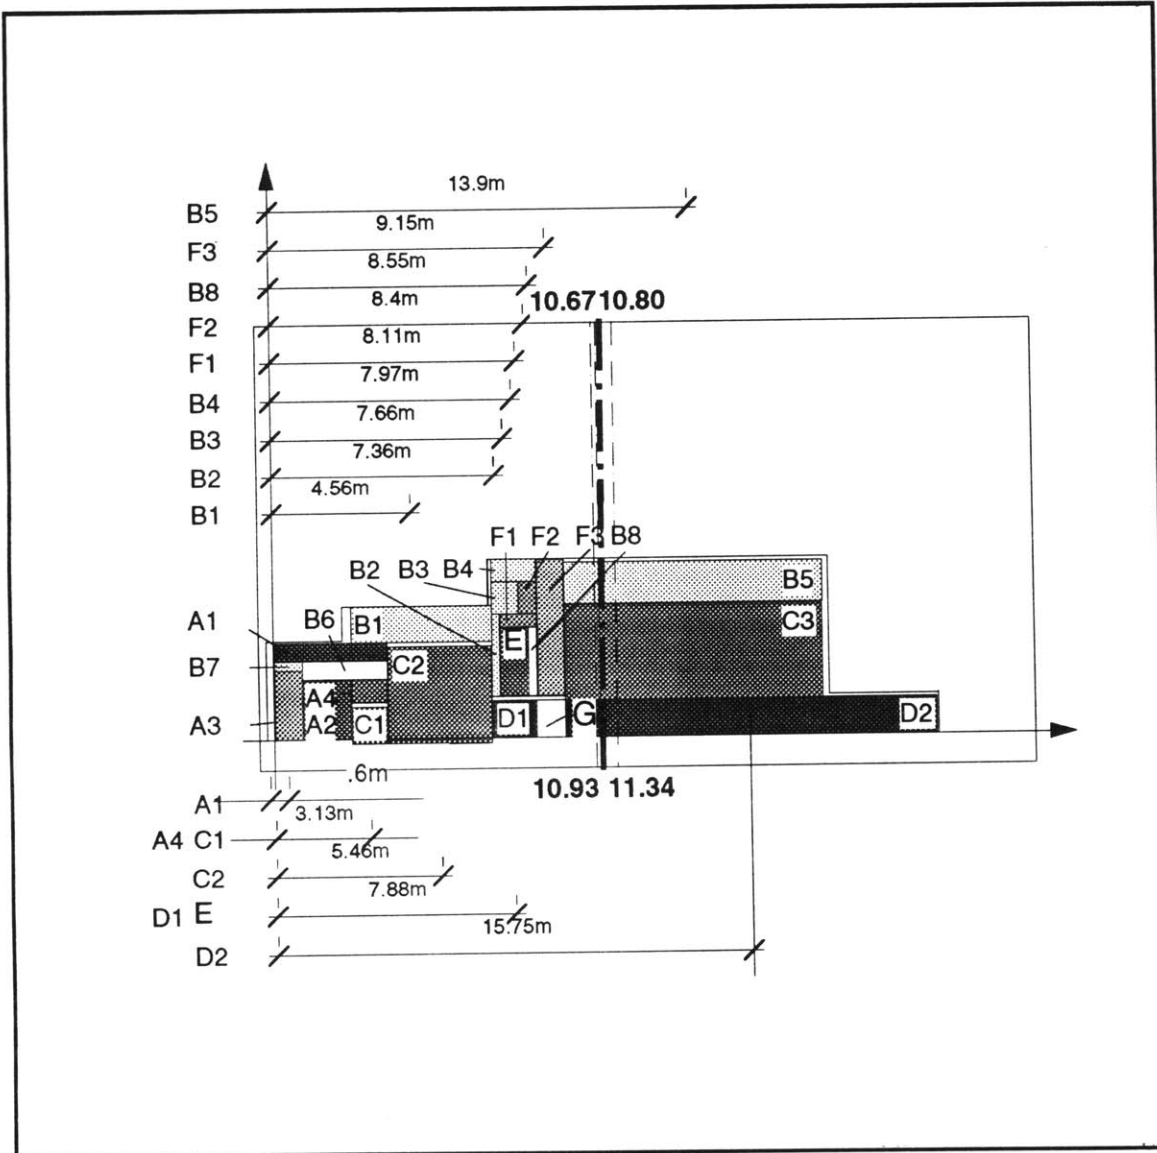 13.9m
B5
9.15m
F3
8.55m
B8
8.4m
10.67 10.80
F2
8.11m
F1
7.97m
B4
7.66m
B3
7.36m
B2
4.56m
B1
F1 F2 F3 B8
B2 B3 B4
B5
A1 B6 B1 C3
E
B7 C2
A4
A3 A2 C1 D1 G D2
.6m
10.93 11.34
A1
3.13m
A4 C1
5.46m
C2
7.88m
D1 E
15.75m
D2